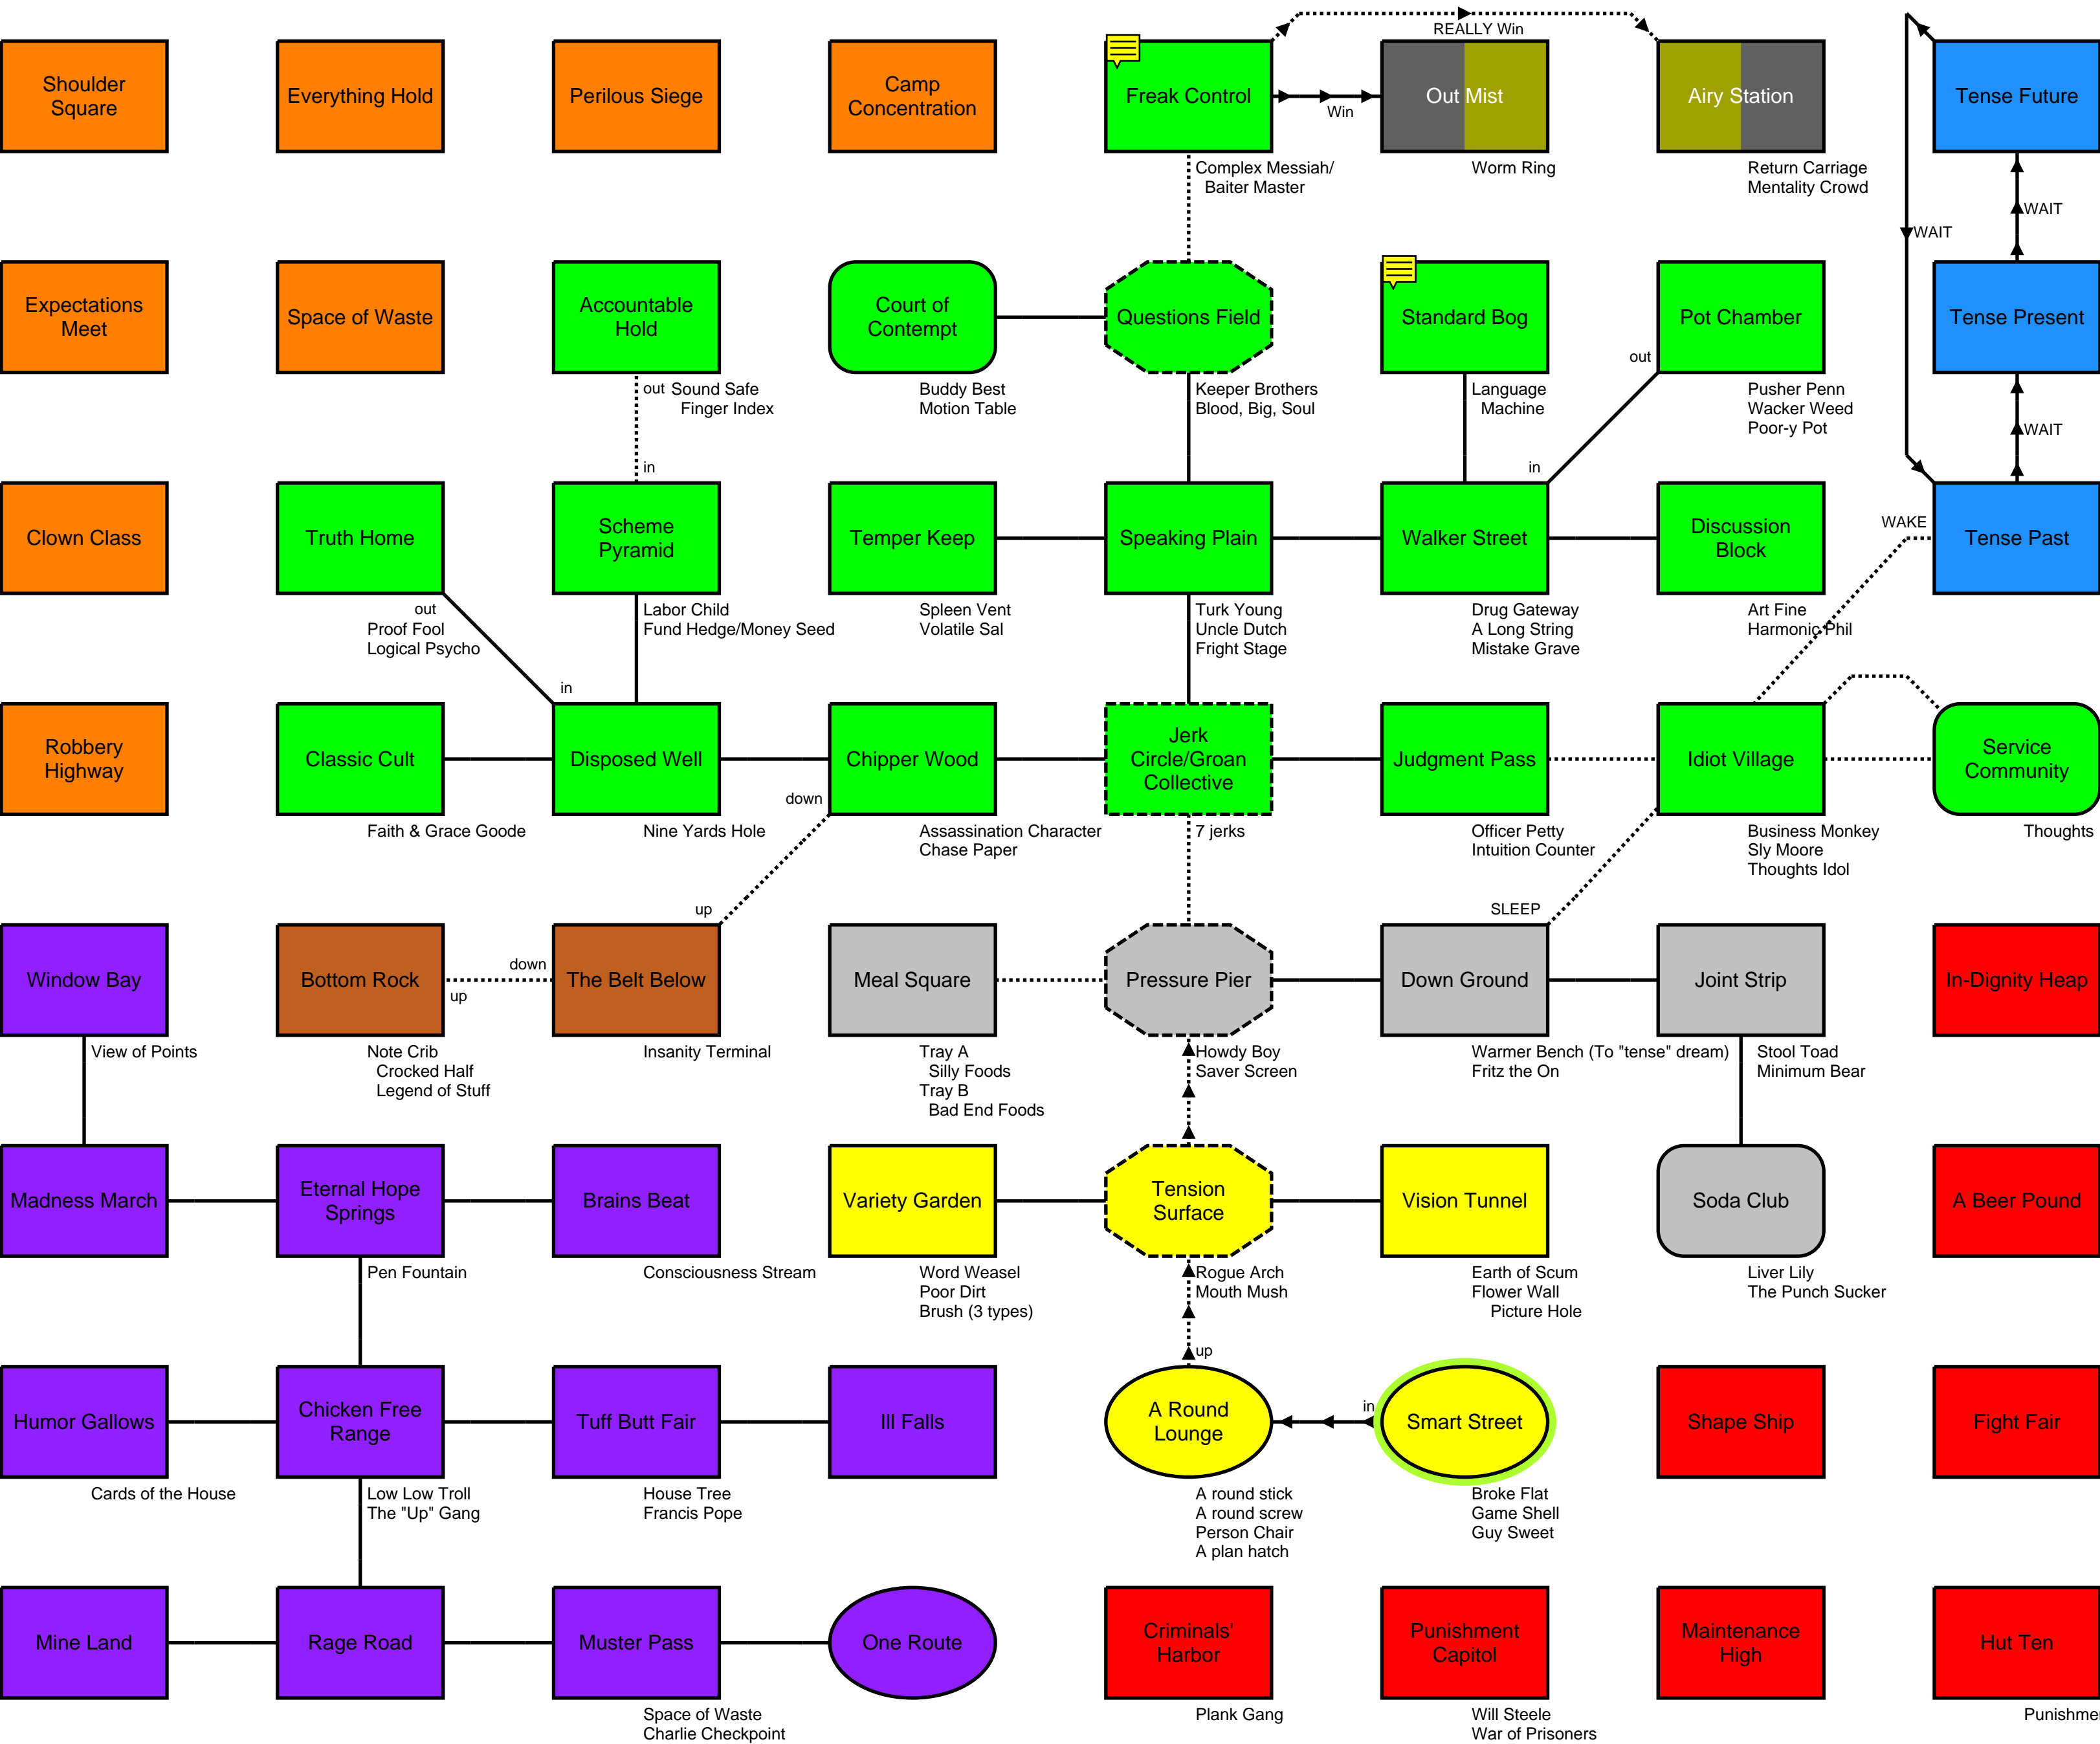 REALLY Win
Shoulder
Square
Everything Hold
Perilous Siege
Camp
Concentration
Freak Control
Win
Out Mist
Airy Station
Tense Future
Complex Messiah/
Baiter Master
Worm Ring
Return Carriage
Mentality Crowd
WAIT
WAIT
Expectations
Meet
Space of Waste
Accountable
Hold
Court of
Contempt
Questions Field
Standard Bog
Pot Chamber
Tense Present
out
out Sound Safe
Finger Index
Buddy Best
Motion Table
Keeper Brothers
Blood, Big, Soul
Language
Machine
Pusher Penn
Wacker Weed
Poor-y Pot
WAIT
in
in
Clown Class
Truth Home
Scheme
Pyramid
Temper Keep
Speaking Plain
Walker Street
Discussion
Block
WAKE
Tense Past
out
Proof Fool
Logical Psycho
Labor Child
Fund Hedge/Money Seed
Spleen Vent
Volatile Sal
Turk Young
Uncle Dutch
Fright Stage
Drug Gateway
A Long String
Mistake Grave
Art Fine
Harmonic Phil
in
Robbery
Highway
Classic Cult
Disposed Well
Chipper Wood
Jerk
Circle/Groan
Collective
Judgment Pass
Idiot Village
Service
Community
down
Faith & Grace Goode
Nine Yards Hole
Assassination Character
Chase Paper
7 jerks
Officer Petty
Intuition Counter
Business Monkey
Sly Moore
Thoughts Idol
Thoughts
up
SLEEP
Window Bay
Bottom Rock
down
up
The Belt Below
Meal Square
Pressure Pier
Down Ground
Joint Strip
In-Dignity Heap
View of Points
Note Crib
Crocked Half
Legend of Stuff
Insanity Terminal
Tray A
Silly Foods
Tray B
Bad End Foods
Howdy Boy
Saver Screen
Warmer Bench (To "tense" dream)
Fritz the On
Stool Toad
Minimum Bear
Madness March
Eternal Hope
Springs
Brains Beat
Variety Garden
Tension
Surface
Vision Tunnel
Soda Club
A Beer Pound
Pen Fountain
Consciousness Stream
Word Weasel
Poor Dirt
Brush (3 types)
Rogue Arch
Mouth Mush
Earth of Scum
Flower Wall
Picture Hole
Liver Lily
The Punch Sucker
up
Humor Gallows
Chicken Free
Range
Tuff Butt Fair
Ill Falls
A Round
Lounge
in
Smart Street
Shape Ship
Fight Fair
Cards of the House
Low Low Troll
The "Up" Gang
House Tree
Francis Pope
A round stick
A round screw
Person Chair
A plan hatch
Broke Flat
Game Shell
Guy Sweet
Mine Land
Rage Road
Muster Pass
One Route
Criminals'
Harbor
Punishment
Capitol
Maintenance
High
Hut Ten
Space of Waste
Charlie Checkpoint
Plank Gang
Will Steele
War of Prisoners